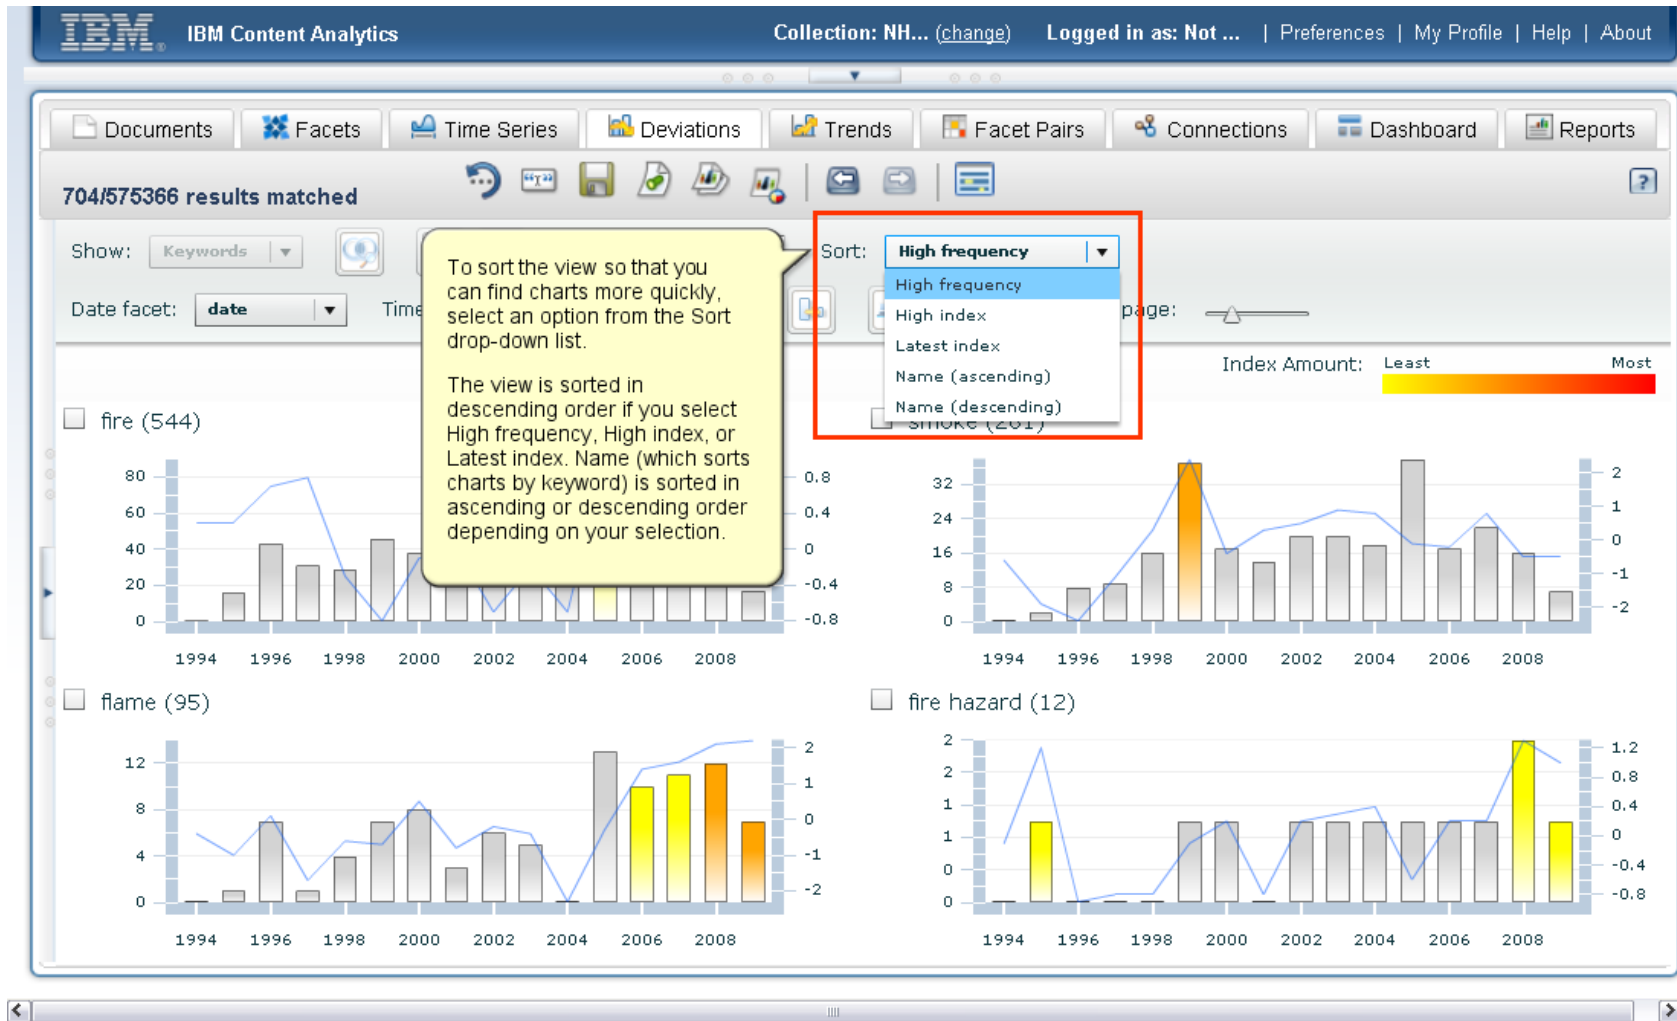 IBM
IBM Content Analytics
Collection: NH... (change) Logged in as: Not ... | Preferences | My Profile | Help | About
Documents Facets Time Series Deviations Trends Facet Pairs Connections Dashboard Reports
704/575366 results matched
Show: Keywords Sort: High frequency
Date facet: date Time page:
To sort the view so that you
can find charts more quickly,
select an option from the Sort
drop-down list.
The view is sorted in
descending order if you select
High frequency, High index, or
Latest index. Name (which sorts
charts by keyword) is sorted in
ascending or descending order
depending on your selection.
High frequency
High index
Latest index
Name (ascending)
Name (descending)
Index Amount: Least Most
fire (544)
80
60
40
20
0
0.8
0.4
0
-0.4
-0.8
1994 1996 1998 2000 2002 2004 2006 2008
smoke (261)
32
24
16
8
0
2
1
0
-1
-2
1994 1996 1998 2000 2002 2004 2006 2008
flame (95)
12
8
4
0
2
1
0
-1
-2
1994 1996 1998 2000 2002 2004 2006 2008
fire hazard (12)
2
2
1
1
0
0
1.2
0.8
0.4
0
-0.4
-0.8
1994 1996 1998 2000 2002 2004 2006 2008